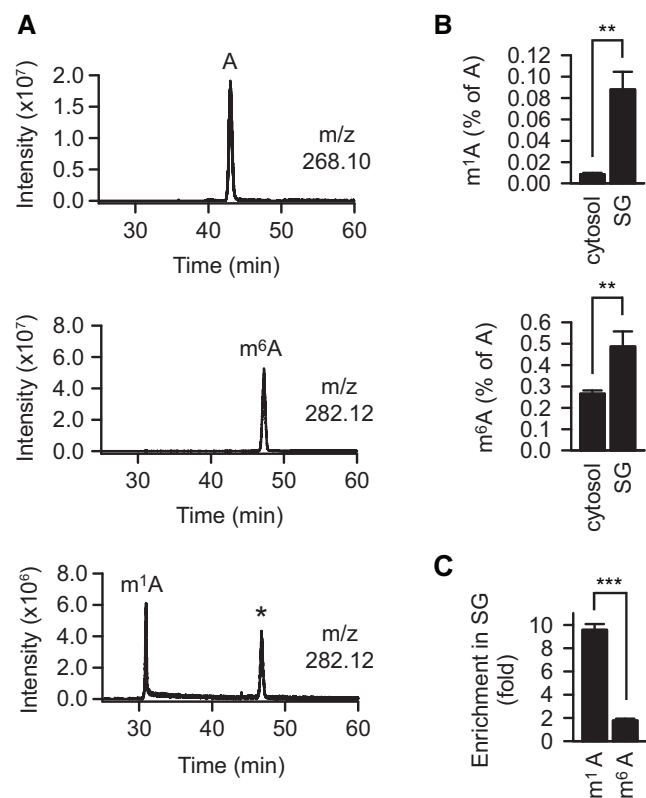 A
Intensity (x10⁷)
2.0
1.5
1.0
0.5
0.0
A
m/z
268.10
30
40
50
60
Time (min)
Intensity (x10⁷)
8.0
6.0
4.0
2.0
0.0
m⁶A
m/z
282.12
30
40
50
60
Time (min)
Intensity (x10⁶)
8.0
6.0
4.0
2.0
0.0
m¹A
*
m/z
282.12
30
40
50
60
Time (min)
B
m¹A (% of A)
0.12
0.10
0.08
0.06
0.04
0.02
0.00
**
cytosol
SG
m⁶A (% of A)
0.6
0.5
0.4
0.3
0.2
0.1
0.0
**
cytosol
SG
C
Enrichment in SG
(fold)
10
8
6
4
2
0
***
m¹ A
m⁶ A